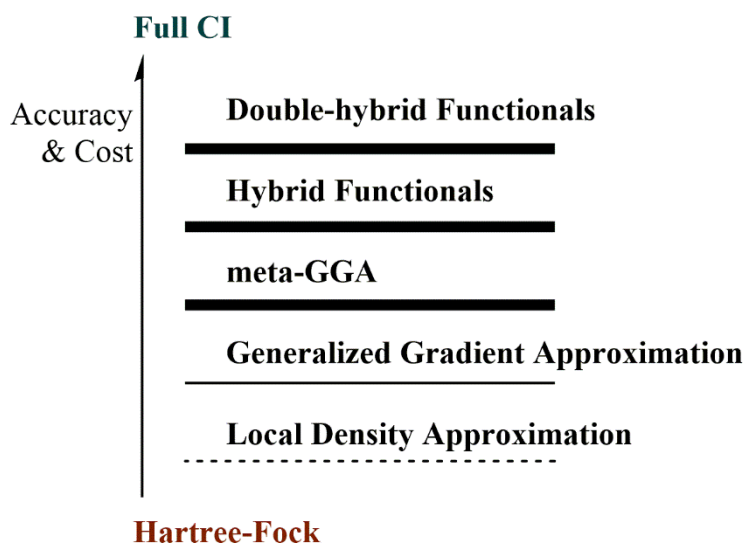 Full CI
Accuracy
& Cost
Double-hybrid Functionals
Hybrid Functionals
meta-GGA
Generalized Gradient Approximation
Local Density Approximation
Hartree-Fock